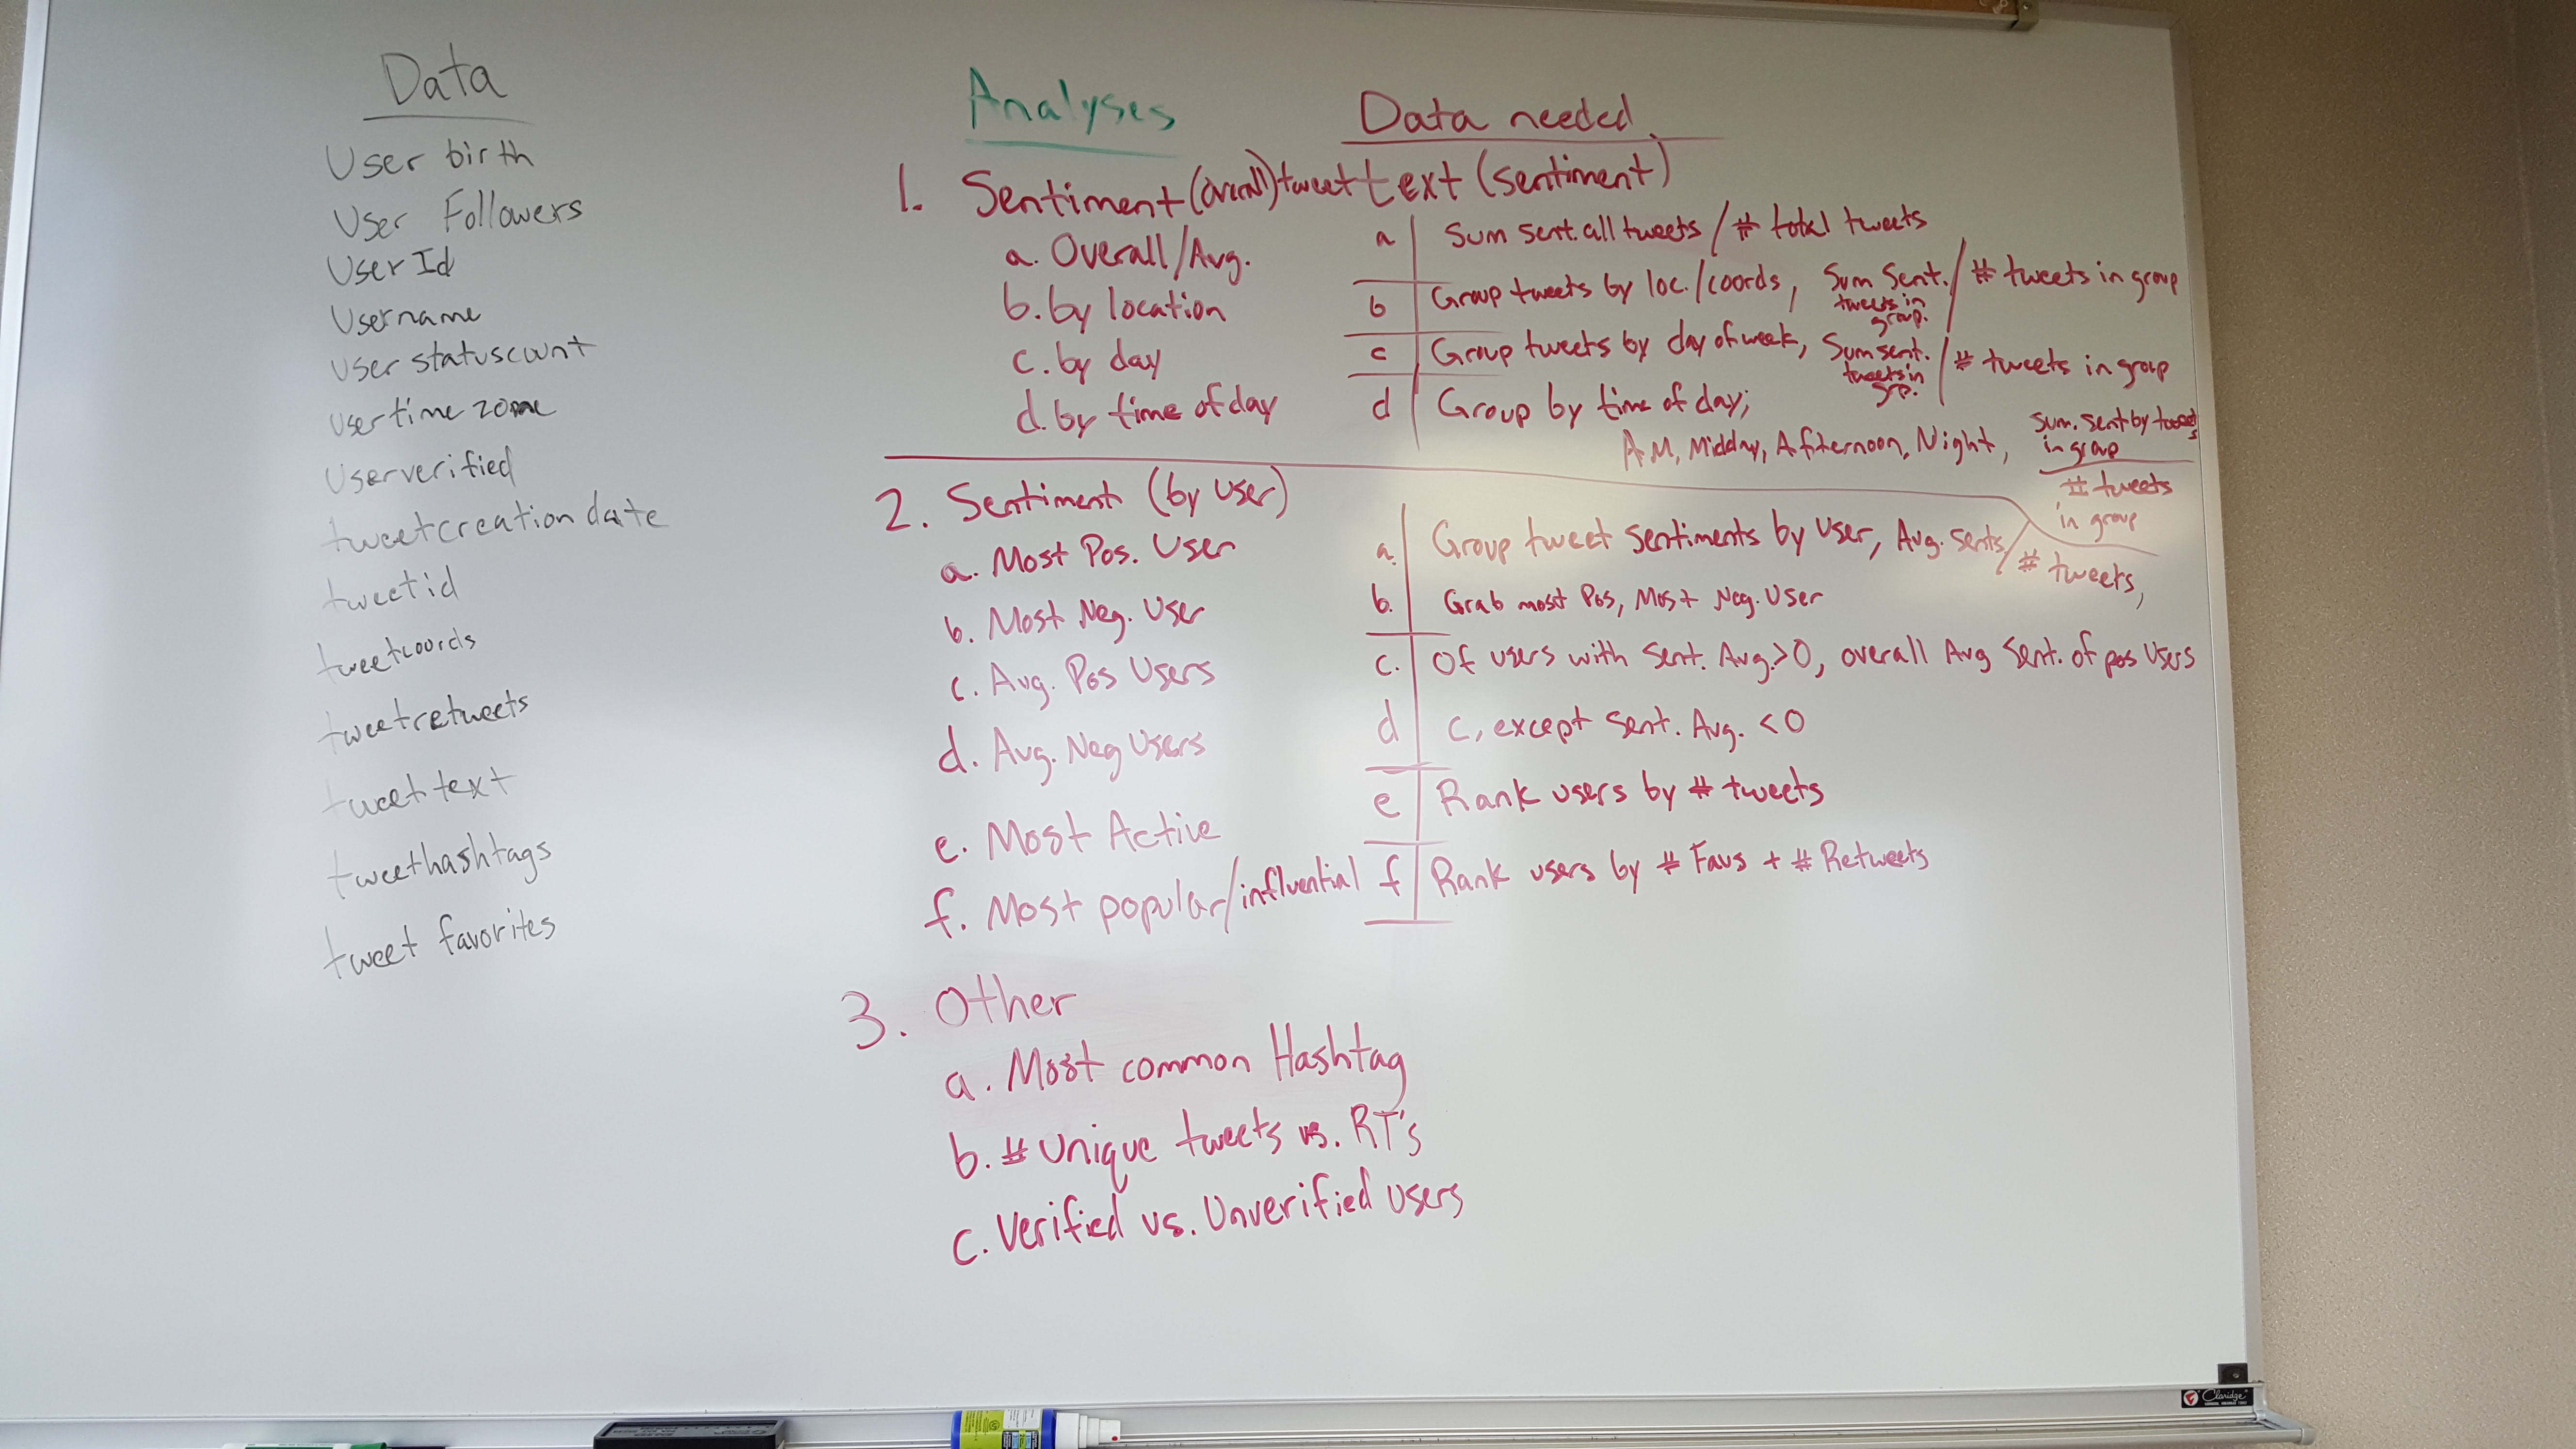 Data
User birth
User Followers
User Id
Username
User statuscount
usertimezone
Userverified
tweetcreationdate
tweetid
tweetcoords
tweetretweets
tweettext
tweethashtags
tweet favorites
Analyses
Data needed
1. Sentiment (overall) tweet text (sentiment)
a. Overall/Avg.
b. by location
c. by day
d. by time of day
a Sum sent. all tweets / # total tweets
b Group tweets by loc./coords, Sum Sent. / # tweets in group
tweets in
group.
c Group tweets by day of week, Sum sent. / # tweets in group
tweets in
grp.
d Group by time of day;
AM, Midday, Afternoon, Night,
Sum. Sent by tweets
in group
# tweets
in group
2. Sentiment (by User)
a. Most Pos. User
b. Most Neg. User
c. Avg. Pos Users
d. Avg. Neg Users
e. Most Active
f. Most popular/influential
a. Group tweet sentiments by User, Avg. sents / # tweets,
b. Grab most Pos, Most Neg. User
c. Of users with Sent. Avg.>0, overall Avg Sent. of pos Users
d C, except Sent. Avg. <0
e Rank users by # tweets
f Rank users by # Favs + # Retweets
3. Other
a. Most common Hashtag
b. # Unique tweets vs. RT's
c. Verified vs. Unverified users
Claridge